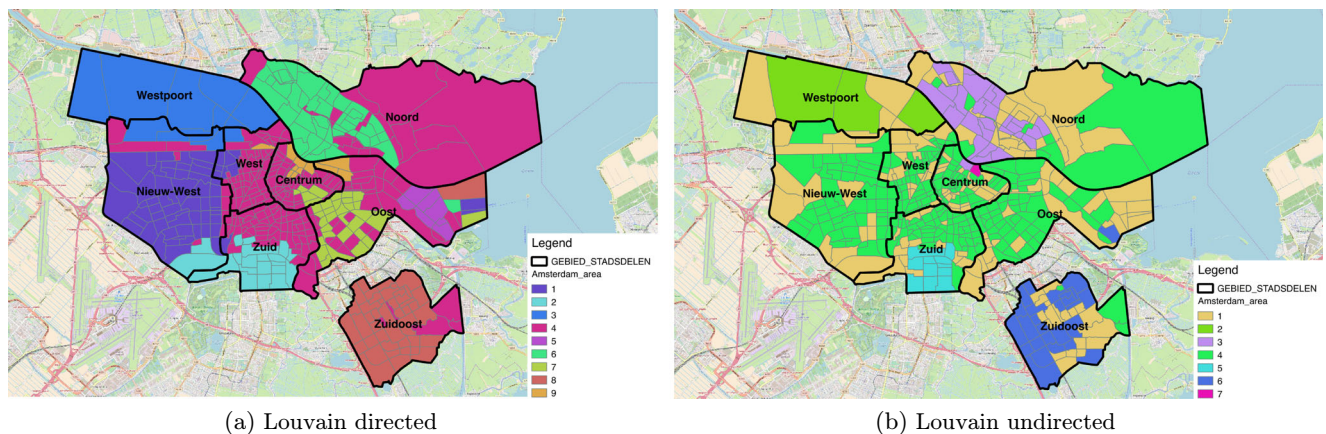 Westpoort
Noord
West
Centrum
Nieuw-West
Oost
Zuid
Zuidoost
Legend
GEBIED_STADSDELEN
Amsterdam_area
1
2
3
4
5
6
7
8
9
(a) Louvain directed
Westpoort
Noord
West
Centrum
Nieuw-West
Oost
Zuid
Zuidoost
Legend
GEBIED_STADSDELEN
Amsterdam_area
1
2
3
4
5
6
7
(b) Louvain undirected